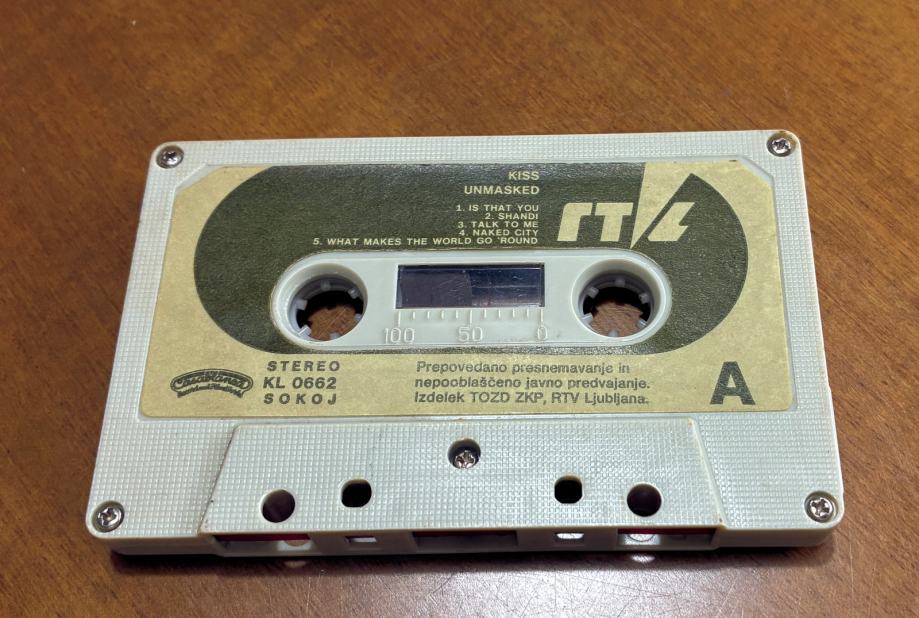 KISS
UNMASKED
1. IS THAT YOU
2. SHANDI
3. TALK TO ME
4. NAKED CITY
5. WHAT MAKES THE WORLD GO 'ROUND
RTVL
100 50 0
STEREO
KL 0662
SOKOJ
Casablanca
Prepovedano presnemavanje in
nepooblaščeno javno predvajanje.
Izdelek TOZD ZKP, RTV Ljubljana.
A